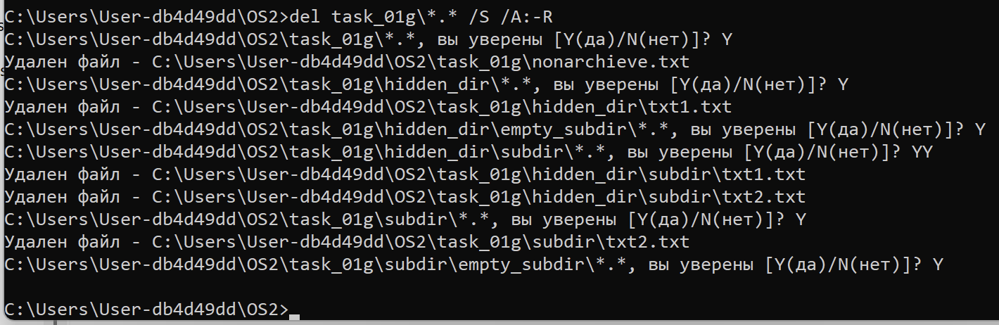 C:\Users\User-db4d49dd\OS2>del task_01g\*.* /S /A:-R
C:\Users\User-db4d49dd\OS2\task_01g\*.*, вы уверены [Y(да)/N(нет)]? Y
Удален файл - C:\Users\User-db4d49dd\OS2\task_01g\nonarchieve.txt
C:\Users\User-db4d49dd\OS2\task_01g\hidden_dir\*.*, вы уверены [Y(да)/N(нет)]? Y
Удален файл - C:\Users\User-db4d49dd\OS2\task_01g\hidden_dir\txt1.txt
C:\Users\User-db4d49dd\OS2\task_01g\hidden_dir\empty_subdir\*.*, вы уверены [Y(да)/N(нет)]? Y
C:\Users\User-db4d49dd\OS2\task_01g\hidden_dir\subdir\*.*, вы уверены [Y(да)/N(нет)]? YY
Удален файл - C:\Users\User-db4d49dd\OS2\task_01g\hidden_dir\subdir\txt1.txt
Удален файл - C:\Users\User-db4d49dd\OS2\task_01g\hidden_dir\subdir\txt2.txt
C:\Users\User-db4d49dd\OS2\task_01g\subdir\*.*, вы уверены [Y(да)/N(нет)]? Y
Удален файл - C:\Users\User-db4d49dd\OS2\task_01g\subdir\txt2.txt
C:\Users\User-db4d49dd\OS2\task_01g\subdir\empty_subdir\*.*, вы уверены [Y(да)/N(нет)]? Y
C:\Users\User-db4d49dd\OS2>